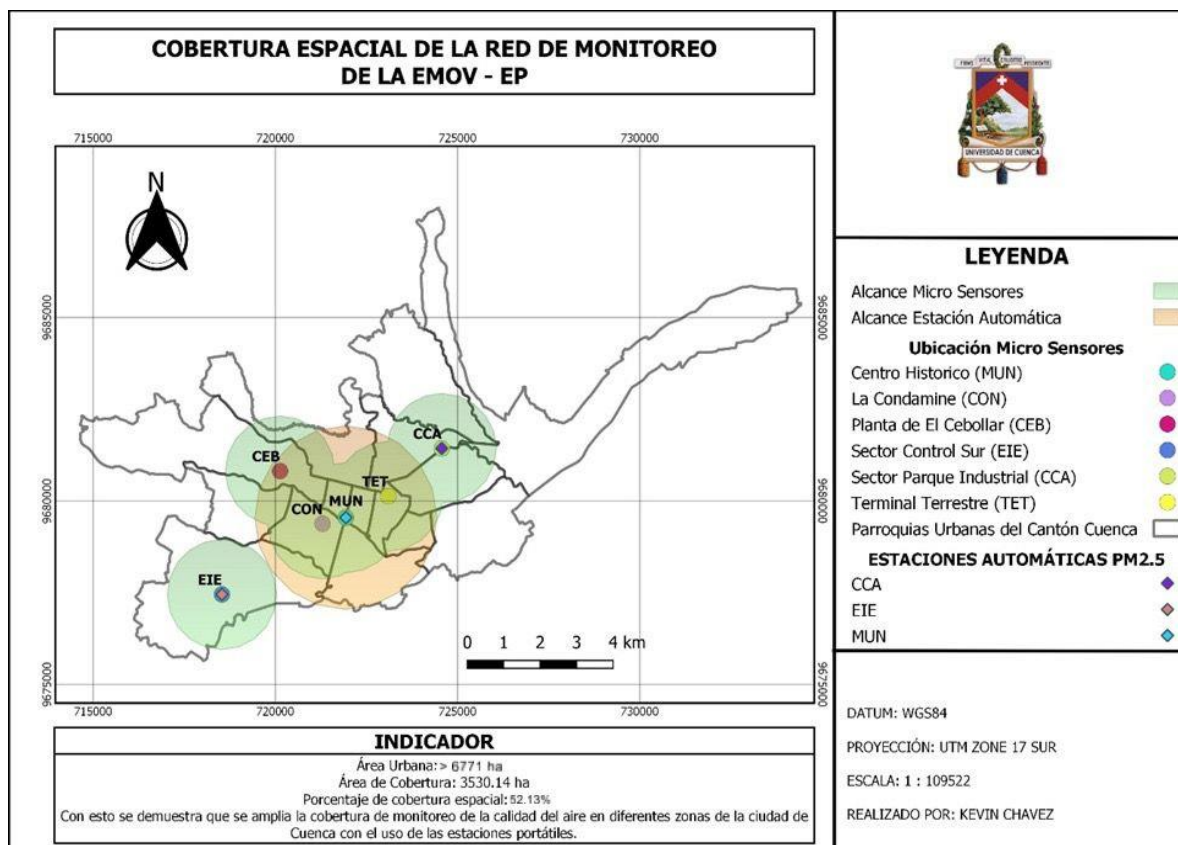 COBERTURA ESPACIAL DE LA RED DE MONITOREO
DE LA EMOV - EP
715000
720000
725000
730000
N
9685000
9685000
9680000
9680000
9675000
9675000
CCA
CEB
TET
MUN
CON
EIE
0 1 2 3 4 km
715000
720000
725000
730000
INDICADOR
Área Urbana: > 6771 ha
Área de Cobertura: 3530.14 ha
Porcentaje de cobertura espacial: 52.13%
Con esto se demuestra que se amplia la cobertura de monitoreo de la calidad del aire en diferentes zonas de la ciudad de
Cuenca con el uso de las estaciones portátiles.
UNIVERSIDAD DE CUENCA
LEYENDA
Alcance Micro Sensores
Alcance Estación Automática
Ubicación Micro Sensores
Centro Historico (MUN)
La Condamine (CON)
Planta de El Cebollar (CEB)
Sector Control Sur (EIE)
Sector Parque Industrial (CCA)
Terminal Terrestre (TET)
Parroquias Urbanas del Cantón Cuenca
ESTACIONES AUTOMÁTICAS PM2.5
CCA
EIE
MUN
DATUM: WGS84
PROYECCIÓN: UTM ZONE 17 SUR
ESCALA: 1 : 109522
REALIZADO POR: KEVIN CHAVEZ